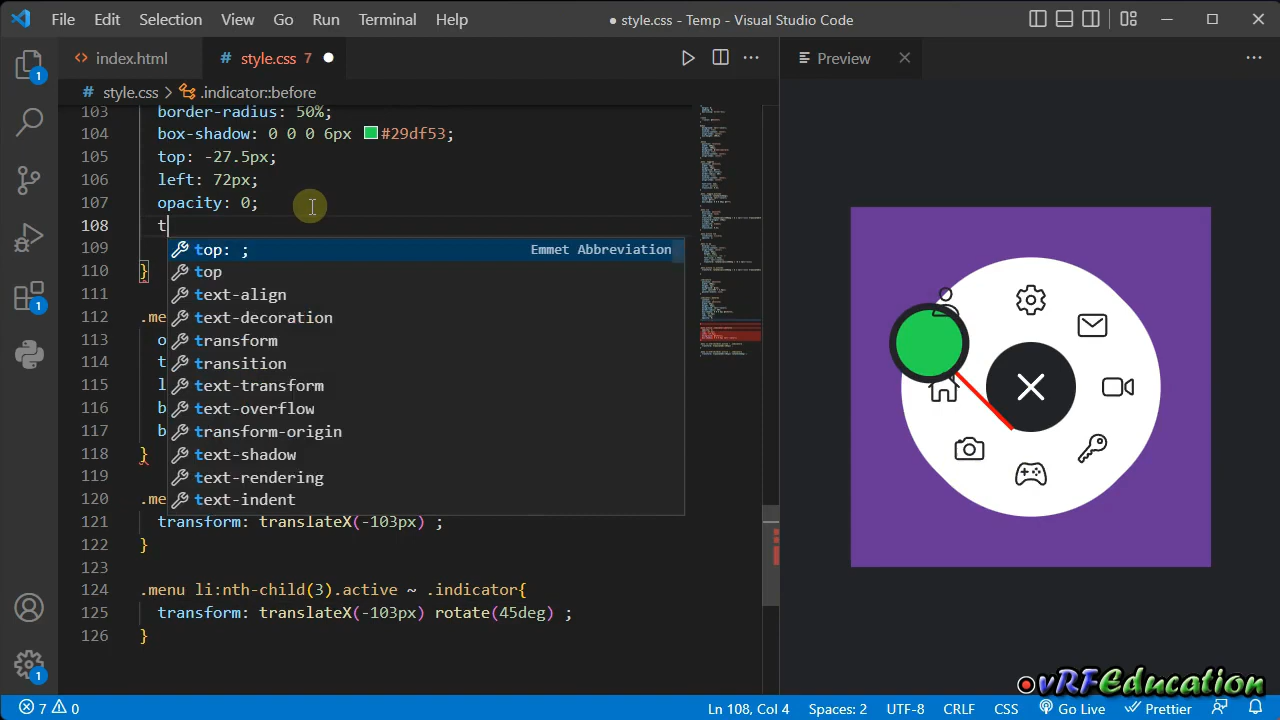 File Edit Selection View Go Run Terminal Help
● style.css - Temp - Visual Studio Code
index.html
# style.css 7 ●
Preview
# style.css > .indicator::before
103 border-radius: 50%;
104 box-shadow: 0 0 0 6px #29df53;
105 top: -27.5px;
106 left: 72px;
107 opacity: 0;
108 t
109
110 }
111
112 .me
113 o
114 t
115 l
116 b
117 b
118 }
119
120 .me
121 transform: translateX(-103px) ;
122 }
123
124 .menu li:nth-child(3).active ~ .indicator{
125 transform: translateX(-103px) rotate(45deg) ;
126 }
top: ; Emmet Abbreviation
top
text-align
text-decoration
transform
transition
text-transform
text-overflow
transform-origin
text-shadow
text-rendering
text-indent
1
1
1
vRFEducation
7 0
Ln 108, Col 4 Spaces: 2 UTF-8 CRLF CSS Go Live Prettier